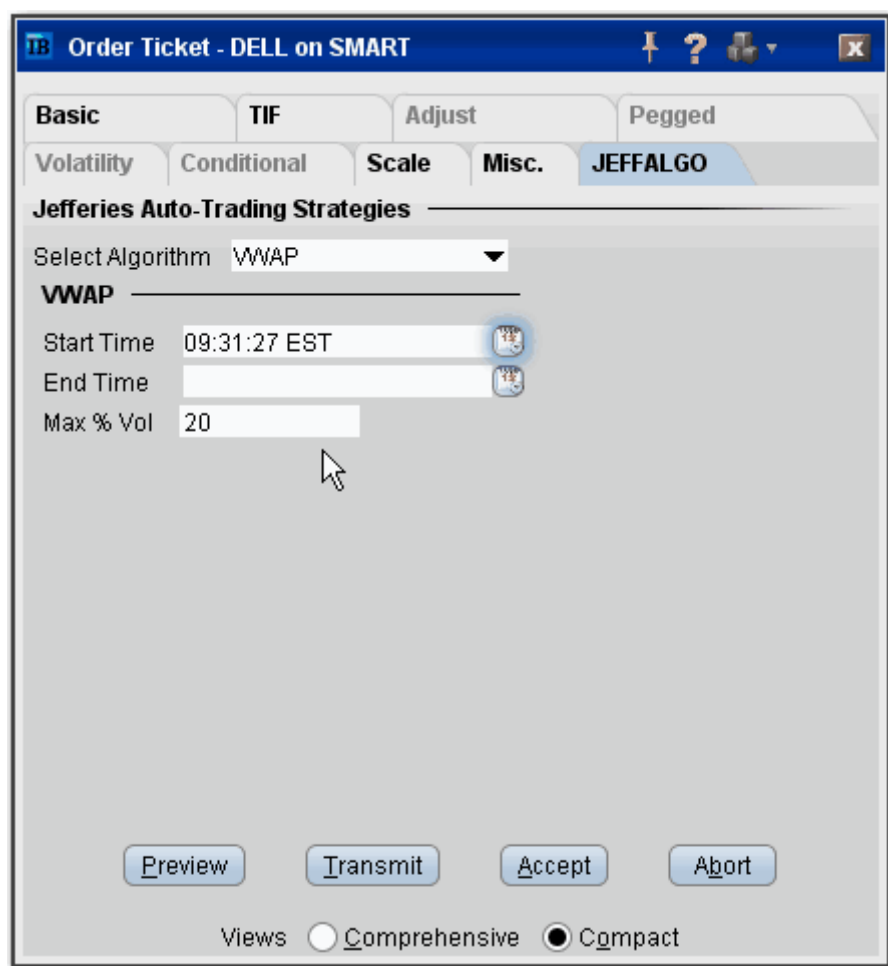 TB Order Ticket - DELL on SMART ? x
Basic TIF Adjust Pegged
Volatility Conditional Scale Misc. JEFFALGO
Jefferies Auto-Trading Strategies
Select Algorithm VWAP
VWAP
Start Time 09:31:27 EST
End Time
Max % Vol 20
Preview Transmit Accept Abort
Views Comprehensive Compact